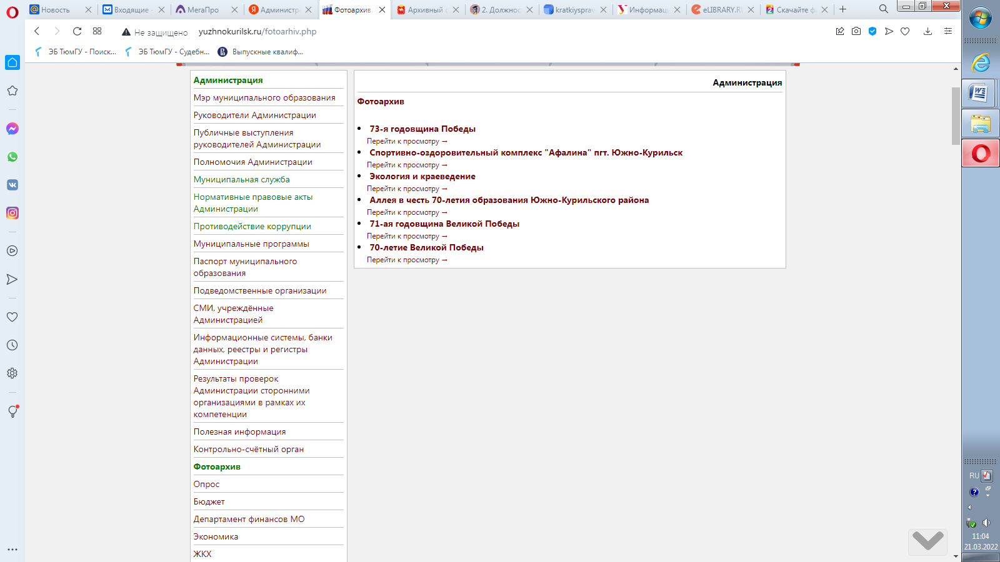 Новость
Входящие -
МегаПро
Администр
Фотоархив.
Архивный
2. Должнос
kratkiyspra
Информац
eLIBRARY.R
Скачайте ф
Не защищено
yuzhnokurilsk.ru/fotoarhiv.php
ЭБ ТюмГУ - Поиск...
ЭБ ТюмГУ - Судебн...
Выпускные квалиф...
Администрация
Мэр муниципального образования
Руководители Администрации
Публичные выступления
руководителей Администрации
Полномочия Администрации
Муниципальная служба
Нормативные правовые акты
Администрации
Противодействие коррупции
Муниципальные программы
Паспорт муниципального
образования
Подведомственные организации
СМИ, учреждённые
Администрацией
Информационные системы, банки
данных, реестры и регистры
Администрации
Результаты проверок
Администрации сторонними
организациями в рамках их
компетенции
Полезная информация
Контрольно-счётный орган
Фотоархив
Опрос
Бюджет
Департамент финансов МО
Экономика
ЖКХ
Администрация
Фотоархив
73-я годовщина Победы
Перейти к просмотру →
Спортивно-оздоровительный комплекс "Афалина" пгт. Южно-Курильск
Перейти к просмотру →
Экология и краеведение
Перейти к просмотру →
Аллея в честь 70-летия образования Южно-Курильского района
Перейти к просмотру →
71-ая годовщина Великой Победы
Перейти к просмотру →
70-летие Великой Победы
Перейти к просмотру →
RU
11:04
21.03.2022